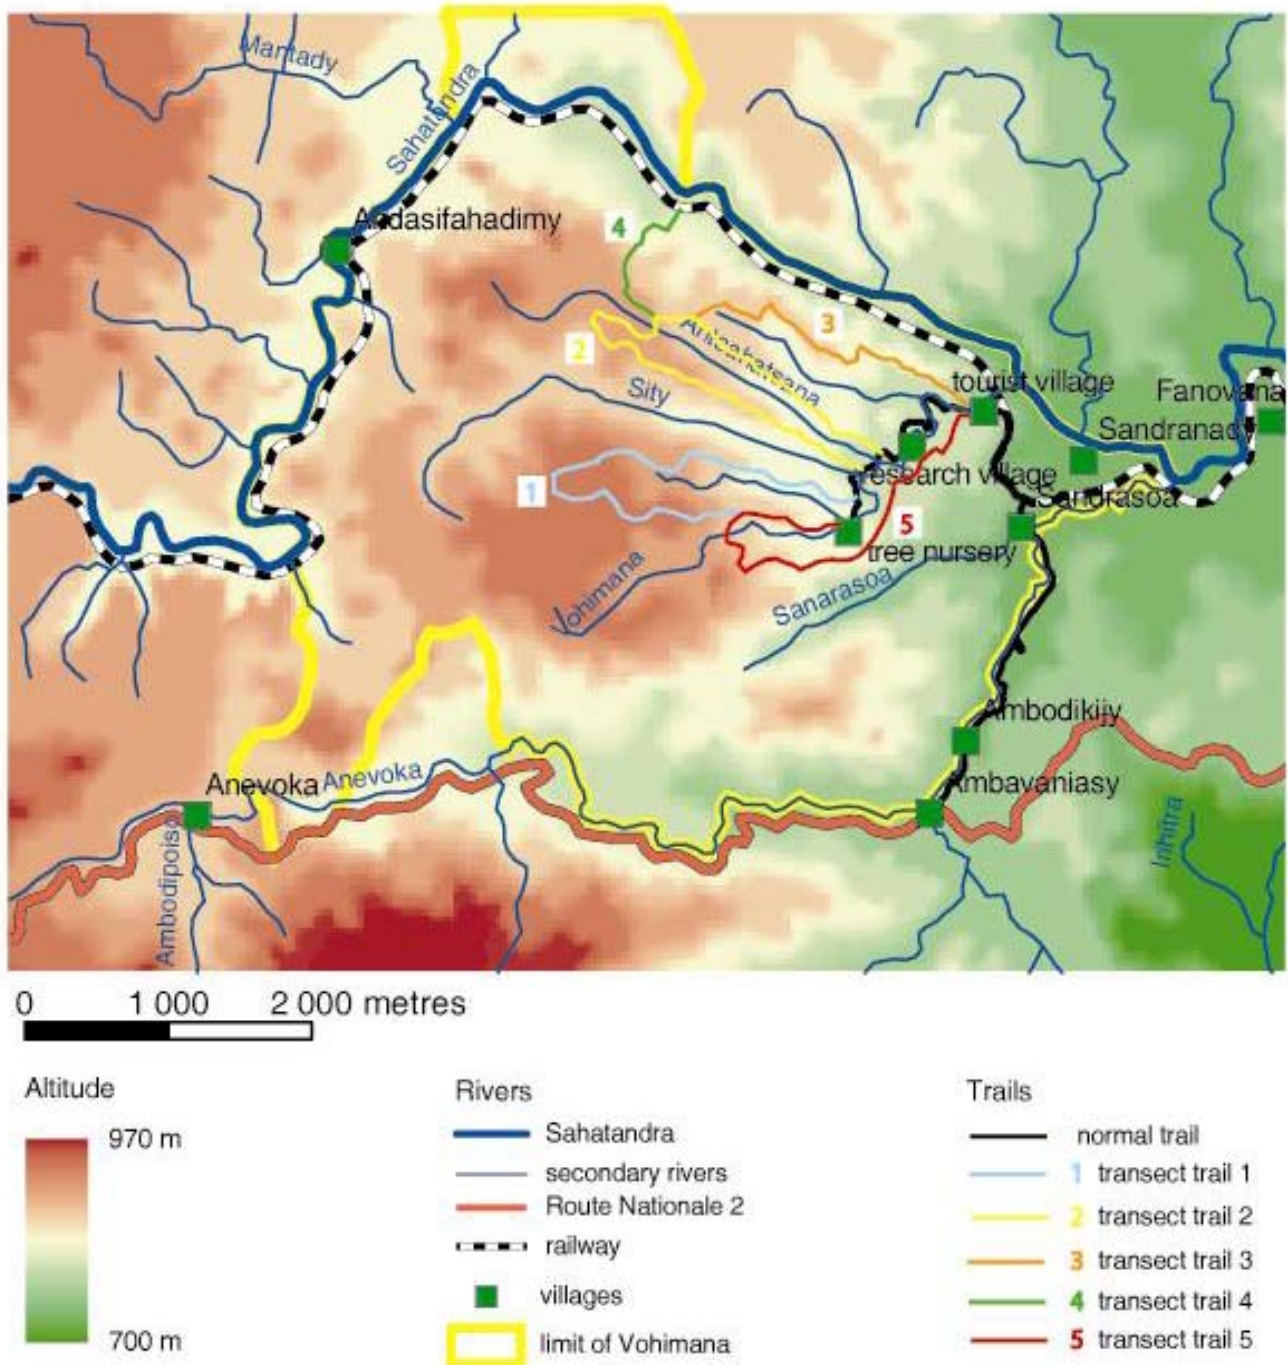 Mantady
Sahatandra
Andasifahadimy
4
3
2
Ambahatsana
Sity
tourist village
Fanovana
Sandranady
research village
1
Sandrasoa
5
tree nursery
Vohimana
Sanarasoa
Ambodikijy
Anevoka
Anevoka
Ambavaniasy
Ambodipoiso
Inhitra
0 1 000 2 000 metres
Altitude
970 m
700 m
Rivers
Sahatandra
secondary rivers
Route Nationale 2
railway
villages
limit of Vohimana
Trails
normal trail
1 transect trail 1
2 transect trail 2
3 transect trail 3
4 transect trail 4
5 transect trail 5